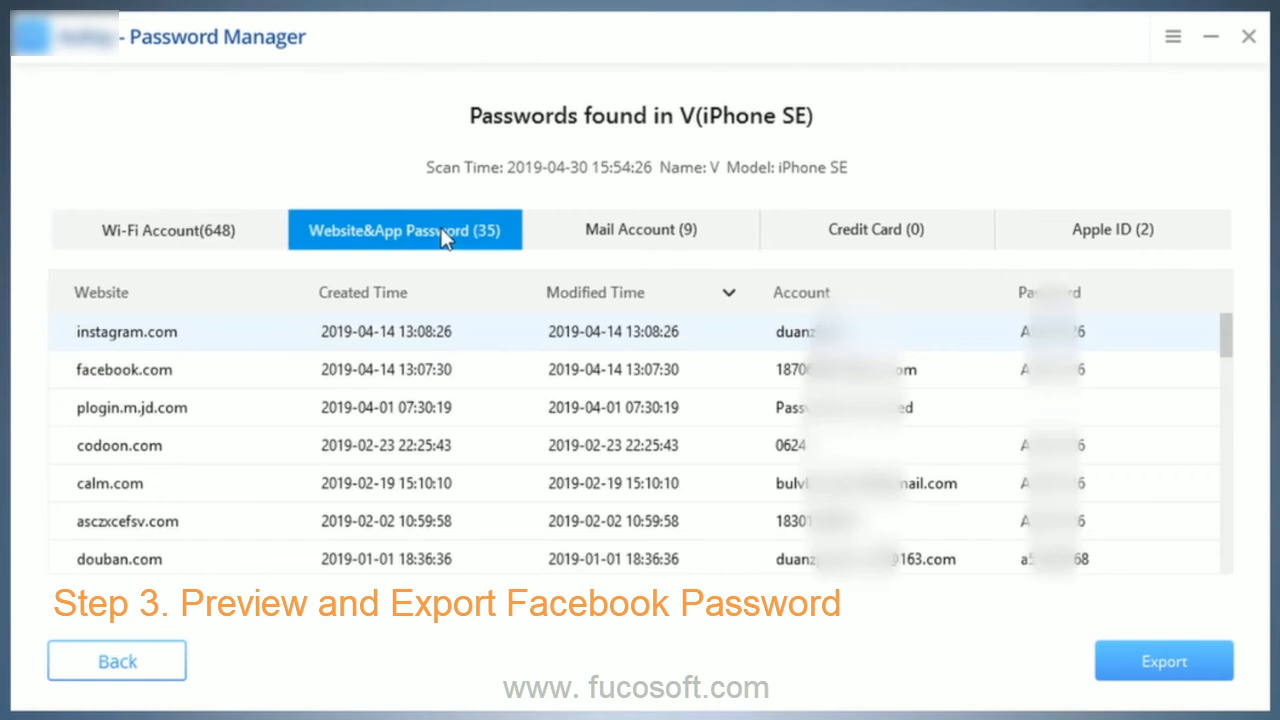 - Password Manager
Passwords found in V(iPhone SE)
Scan Time: 2019-04-30 15:54:26 Name: V Model: iPhone SE
Wi-Fi Account(648) Website&App Password (35) Mail Account (9) Credit Card (0) Apple ID (2)
Website Created Time Modified Time Account
instagram.com 2019-04-14 13:08:26 2019-04-14 13:08:26
facebook.com 2019-04-14 13:07:30 2019-04-14 13:07:30
plogin.m.jd.com 2019-04-01 07:30:19 2019-04-01 07:30:19
codoon.com 2019-02-23 22:25:43 2019-02-23 22:25:43
calm.com 2019-02-19 15:10:10 2019-02-19 15:10:10
asczxcefsv.com 2019-02-02 10:59:58 2019-02-02 10:59:58
douban.com 2019-01-01 18:36:36 2019-01-01 18:36:36
Step 3. Preview and Export Facebook Password
Back Export
www. fucosoft.com